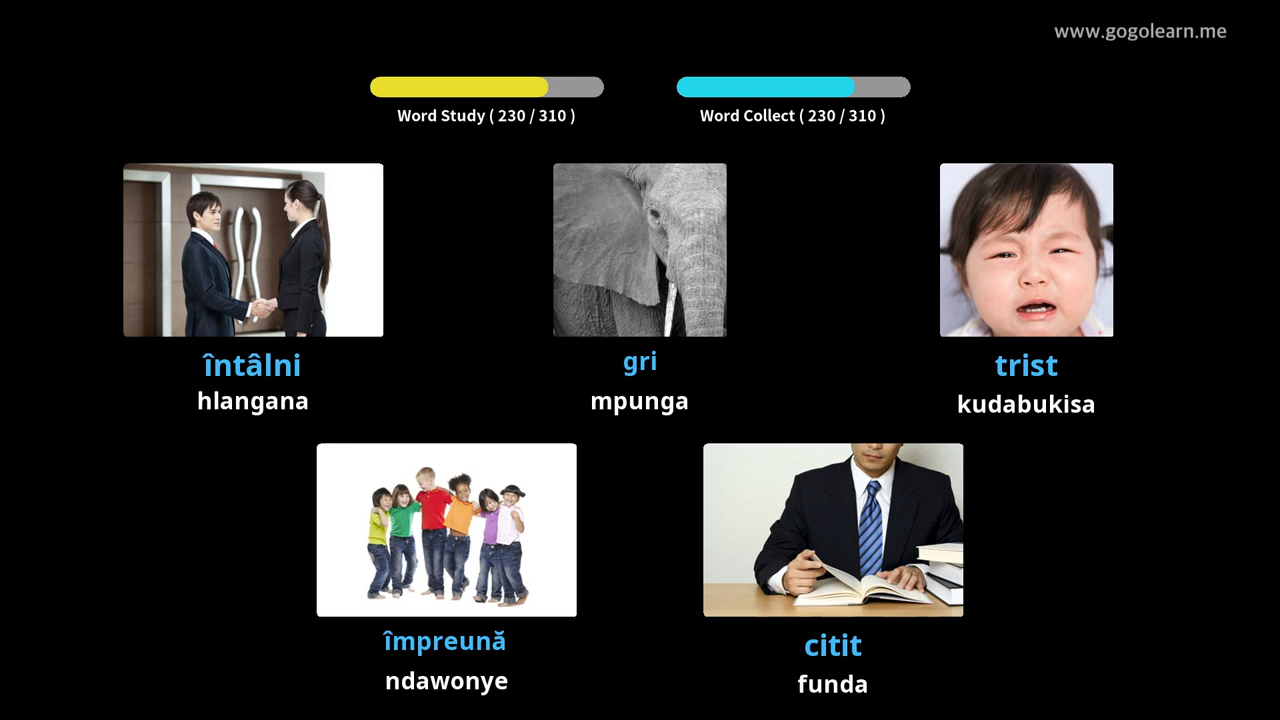 www.gogolearn.me
Word Study ( 230 / 310 )
Word Collect ( 230 / 310 )
întâlni
hlangana
gri
mpunga
trist
kudabukisa
împreună
ndawonye
citit
funda